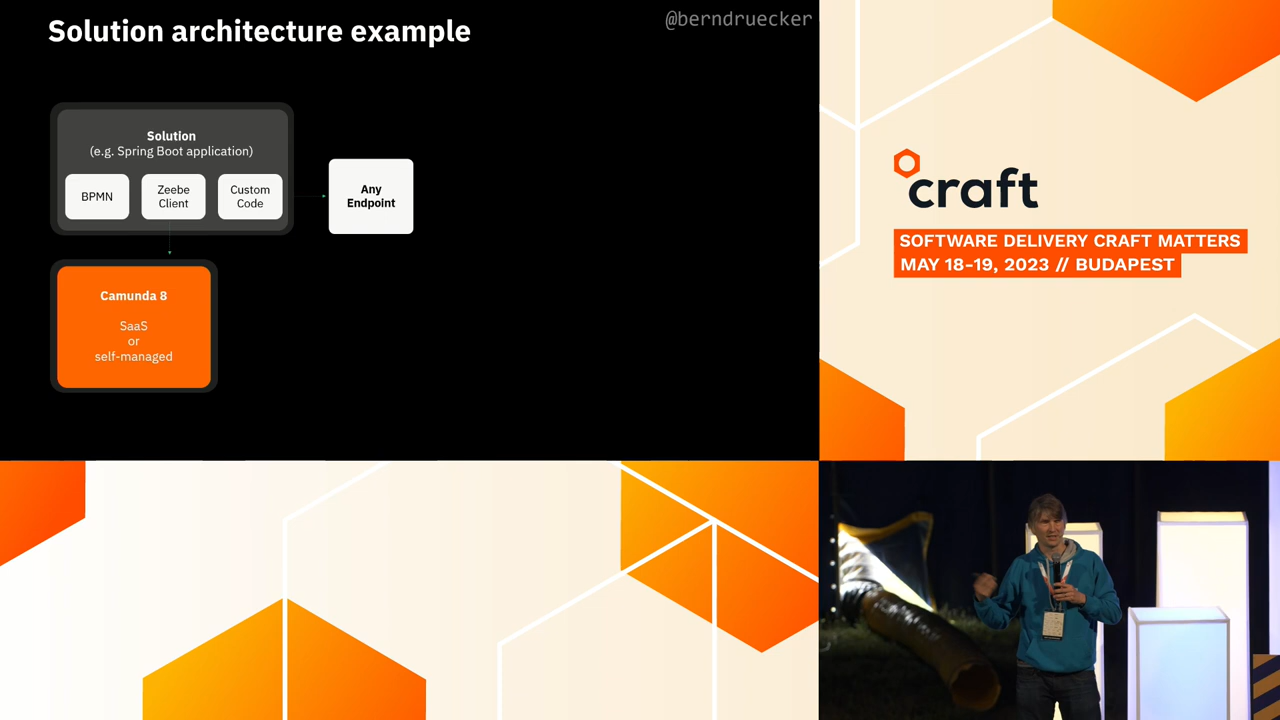 Solution architecture example
@berndruecker
Solution
(e.g. Spring Boot application)
BPMN
Zeebe
Client
Custom
Code
Any
Endpoint
Camunda 8
SaaS
or
self-managed
craft
SOFTWARE DELIVERY CRAFT MATTERS
MAY 18-19, 2023 // BUDAPEST